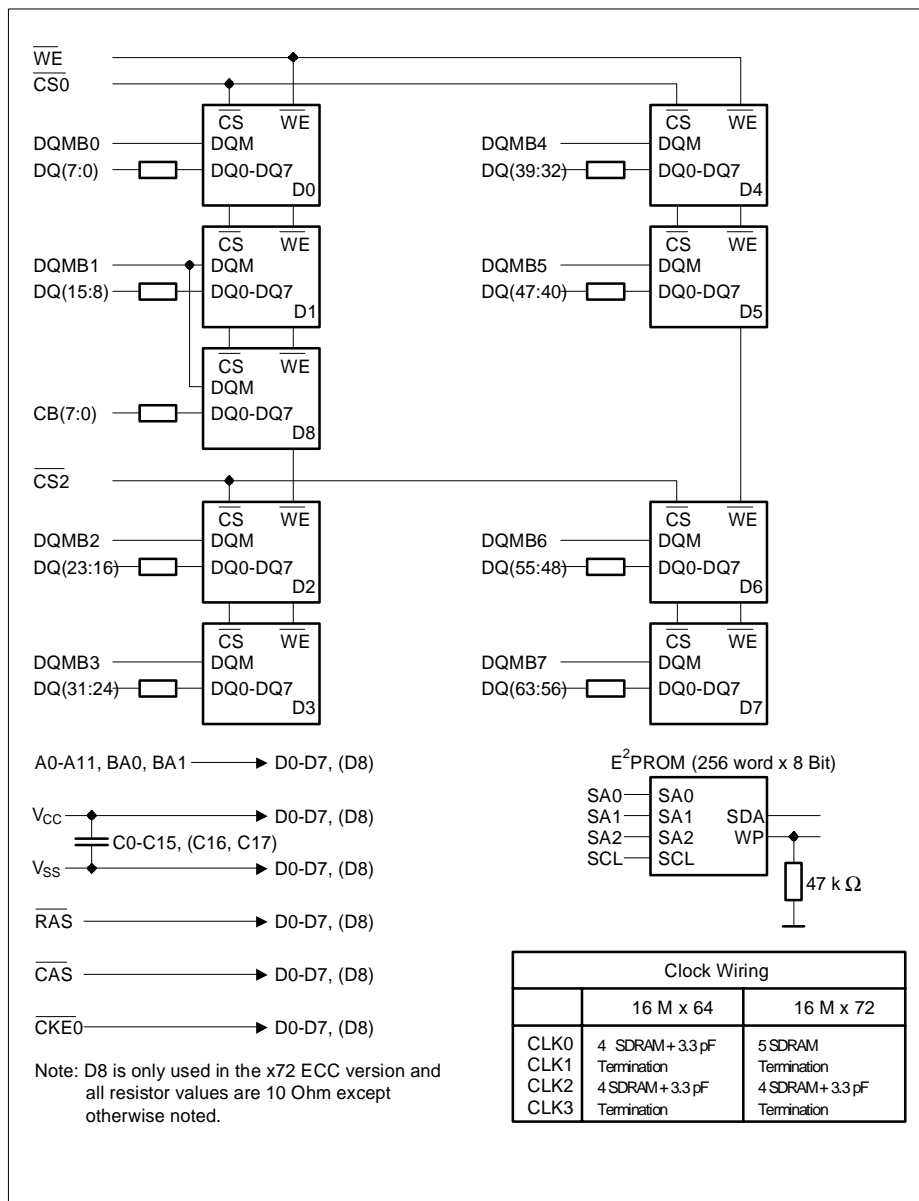 WE
CS0
CS WE
DQMB0 DQM
DQ(7:0) DQ0-DQ7
D0
CS WE
DQMB4 DQM
DQ(39:32) DQ0-DQ7
D4
CS WE
DQMB1 DQM
DQ(15:8) DQ0-DQ7
D1
CS WE
DQMB5 DQM
DQ(47:40) DQ0-DQ7
D5
CS WE
DQM
CB(7:0) DQ0-DQ7
D8
CS2
CS WE
DQMB2 DQM
DQ(23:16) DQ0-DQ7
D2
CS WE
DQMB6 DQM
DQ(55:48) DQ0-DQ7
D6
CS WE
DQMB3 DQM
DQ(31:24) DQ0-DQ7
D3
CS WE
DQMB7 DQM
DQ(63:56) DQ0-DQ7
D7
A0-A11, BA0, BA1 D0-D7, (D8)
VCC D0-D7, (D8)
C0-C15, (C16, C17)
VSS D0-D7, (D8)
RAS D0-D7, (D8)
CAS D0-D7, (D8)
CKE0 D0-D7, (D8)
E²PROM (256 word x 8 Bit)
SA0 SA0
SA1 SA1 SDA
SA2 SA2 WP
SCL SCL
47 k Ω
Clock Wiring
16 M x 64 16 M x 72
CLK0 4 SDRAM + 3.3 pF 5 SDRAM
CLK1 Termination Termination
CLK2 4 SDRAM + 3.3 pF 4 SDRAM + 3.3 pF
CLK3 Termination Termination
Note: D8 is only used in the x72 ECC version and
all resistor values are 10 Ohm except
otherwise noted.